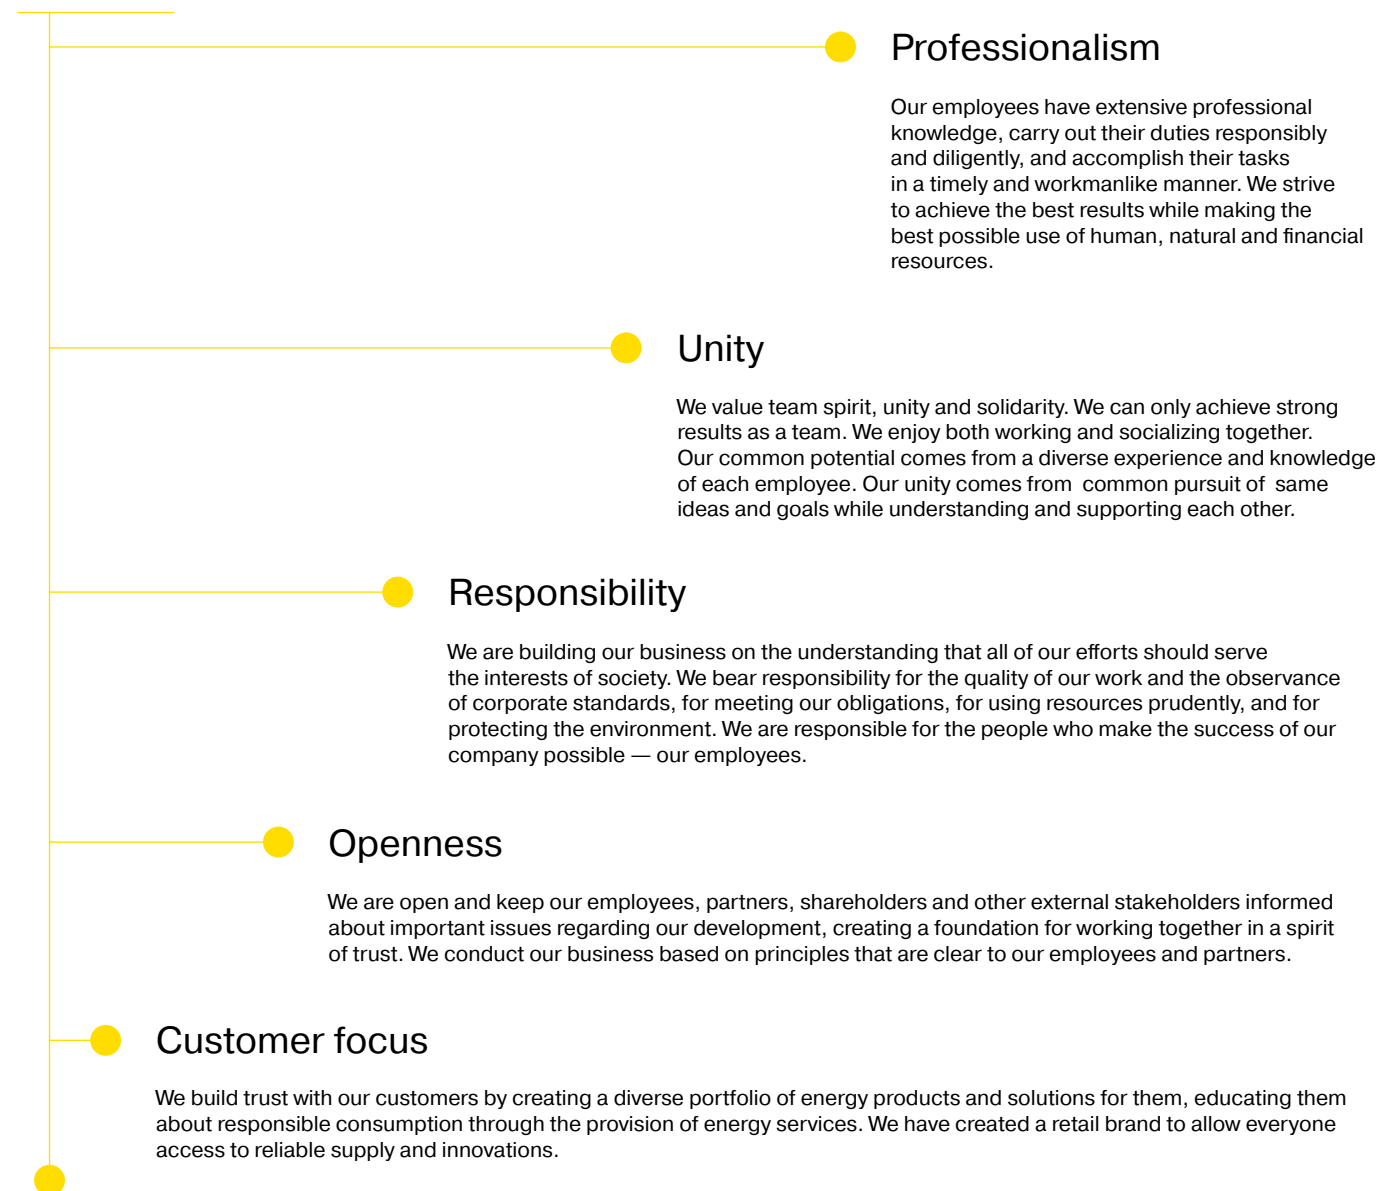 Professionalism
Our employees have extensive professional
knowledge, carry out their duties responsibly
and diligently, and accomplish their tasks
in a timely and workmanlike manner. We strive
to achieve the best results while making the
best possible use of human, natural and financial
resources.
Unity
We value team spirit, unity and solidarity. We can only achieve strong
results as a team. We enjoy both working and socializing together.
Our common potential comes from a diverse experience and knowledge
of each employee. Our unity comes from  common pursuit of  same
ideas and goals while understanding and supporting each other.
Responsibility
We are building our business on the understanding that all of our efforts should serve
the interests of society. We bear responsibility for the quality of our work and the observance
of corporate standards, for meeting our obligations, for using resources prudently, and for
protecting the environment. We are responsible for the people who make the success of our
company possible — our employees.
Openness
We are open and keep our employees, partners, shareholders and other external stakeholders informed
about important issues regarding our development, creating a foundation for working together in a spirit
of trust. We conduct our business based on principles that are clear to our employees and partners.
Customer focus
We build trust with our customers by creating a diverse portfolio of energy products and solutions for them, educating them
about responsible consumption through the provision of energy services. We have created a retail brand to allow everyone
access to reliable supply and innovations.